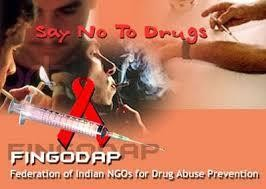 Say No To Drugs
FINGODAP
Federation of Indian NGOs for Drug Abuse Prevention